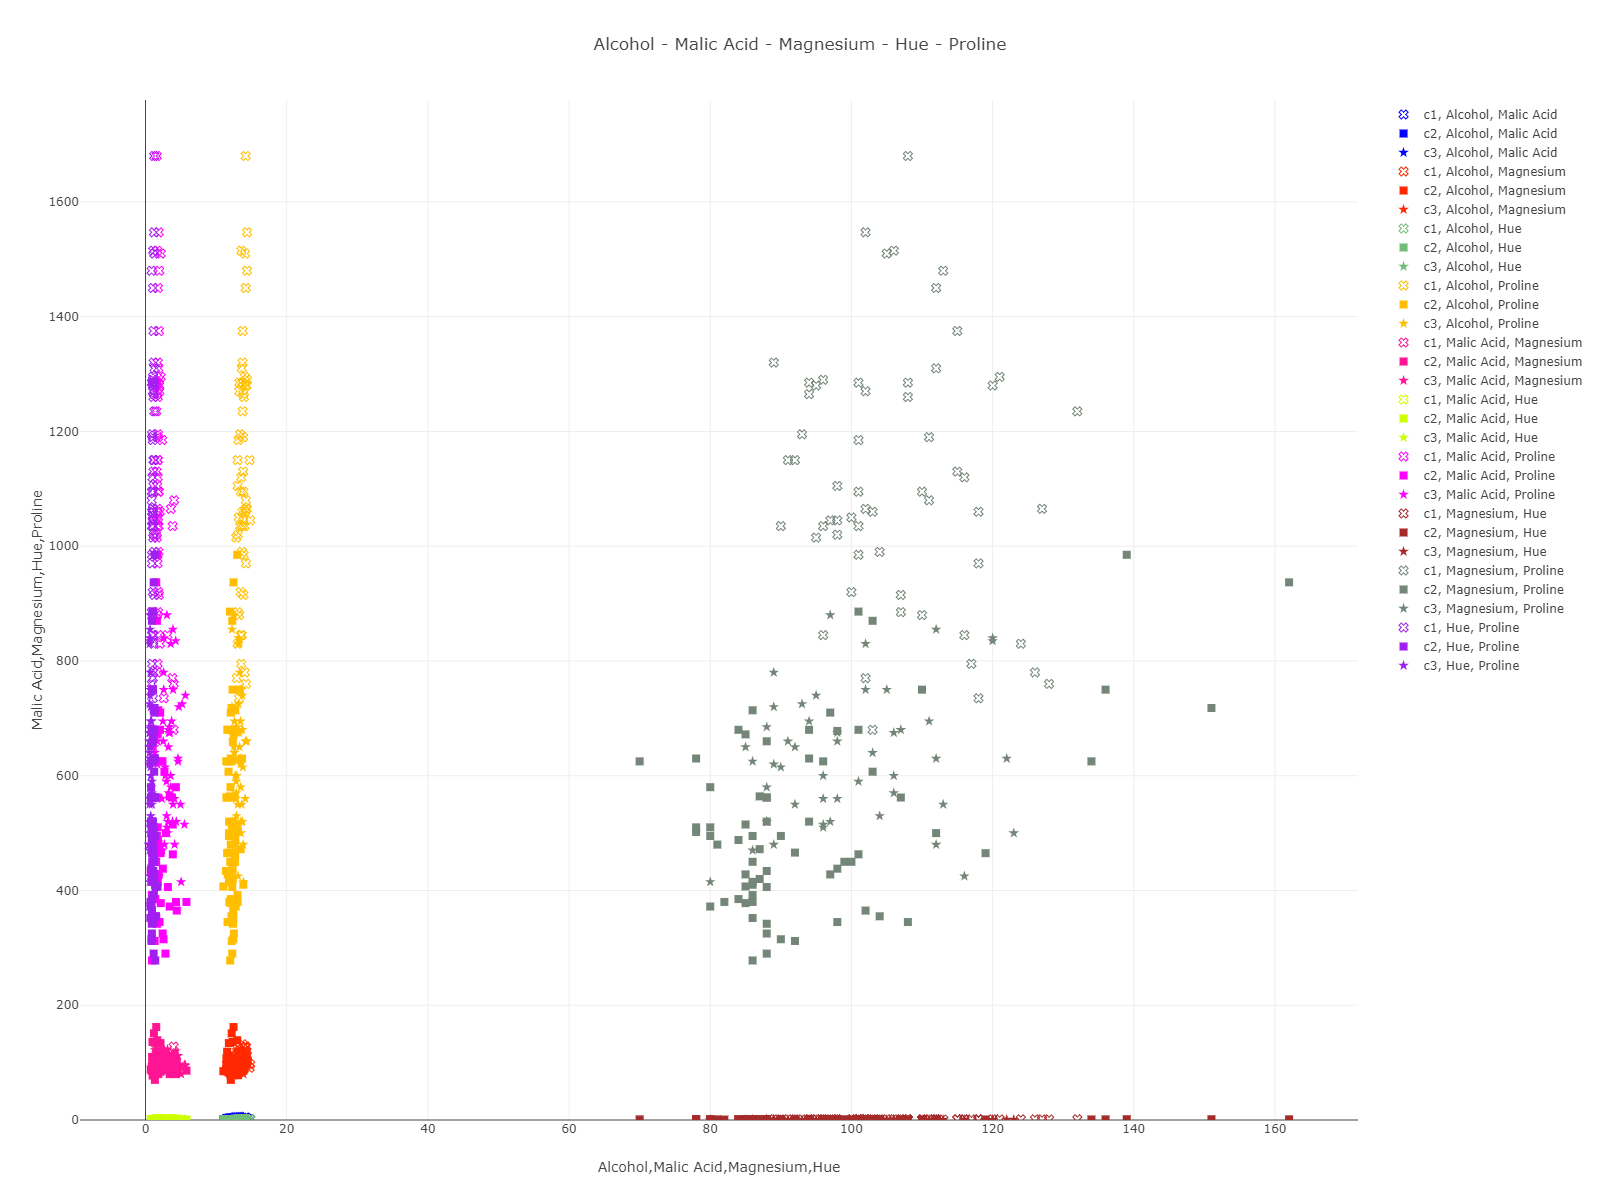 Alcohol - Malic Acid - Magnesium - Hue - Proline
c1, Alcohol, Malic Acid
c2, Alcohol, Malic Acid
c3, Alcohol, Malic Acid
c1, Alcohol, Magnesium
c2, Alcohol, Magnesium
c3, Alcohol, Magnesium
c1, Alcohol, Hue
c2, Alcohol, Hue
c3, Alcohol, Hue
c1, Alcohol, Proline
c2, Alcohol, Proline
c3, Alcohol, Proline
c1, Malic Acid, Magnesium
c2, Malic Acid, Magnesium
c3, Malic Acid, Magnesium
c1, Malic Acid, Hue
c2, Malic Acid, Hue
c3, Malic Acid, Hue
c1, Malic Acid, Proline
c2, Malic Acid, Proline
c3, Malic Acid, Proline
c1, Magnesium, Hue
c2, Magnesium, Hue
c3, Magnesium, Hue
c1, Magnesium, Proline
c2, Magnesium, Proline
c3, Magnesium, Proline
c1, Hue, Proline
c2, Hue, Proline
c3, Hue, Proline
Malic Acid,Magnesium,Hue,Proline
1600
1400
1200
1000
800
600
400
200
0
0 20 40 60 80 100 120 140 160
Alcohol,Malic Acid,Magnesium,Hue